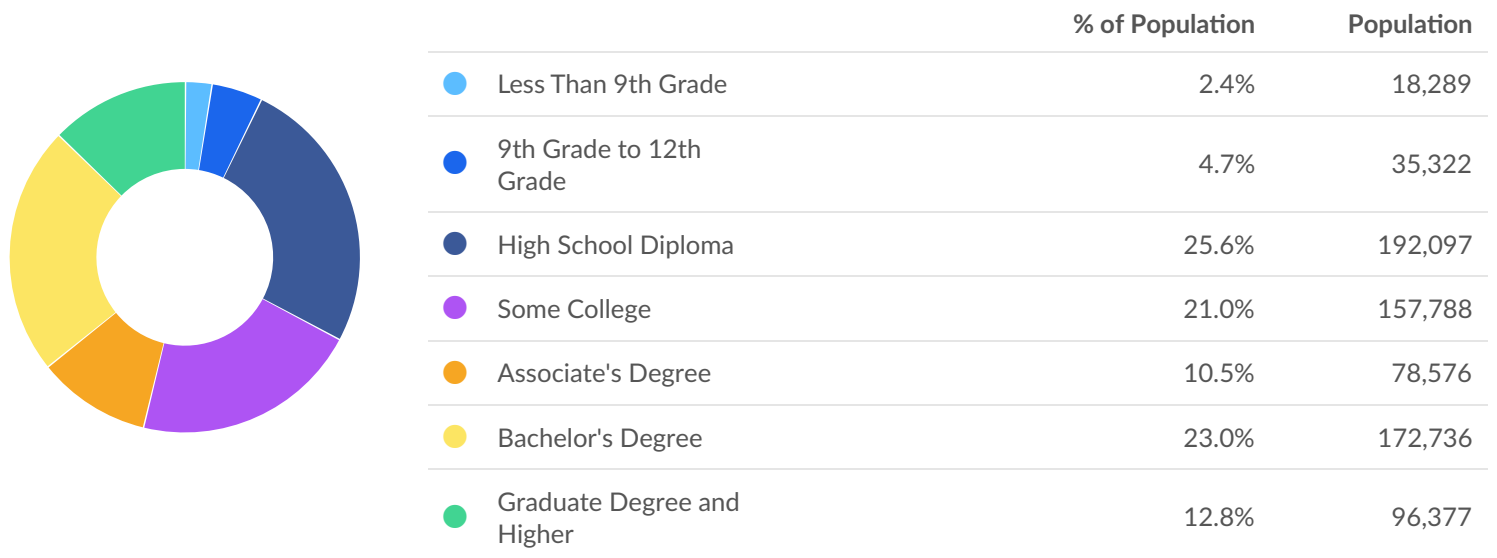 % of Population Population
Less Than 9th Grade 2.4% 18,289
9th Grade to 12th
Grade 4.7% 35,322
High School Diploma 25.6% 192,097
Some College 21.0% 157,788
Associate's Degree 10.5% 78,576
Bachelor's Degree 23.0% 172,736
Graduate Degree and
Higher 12.8% 96,377